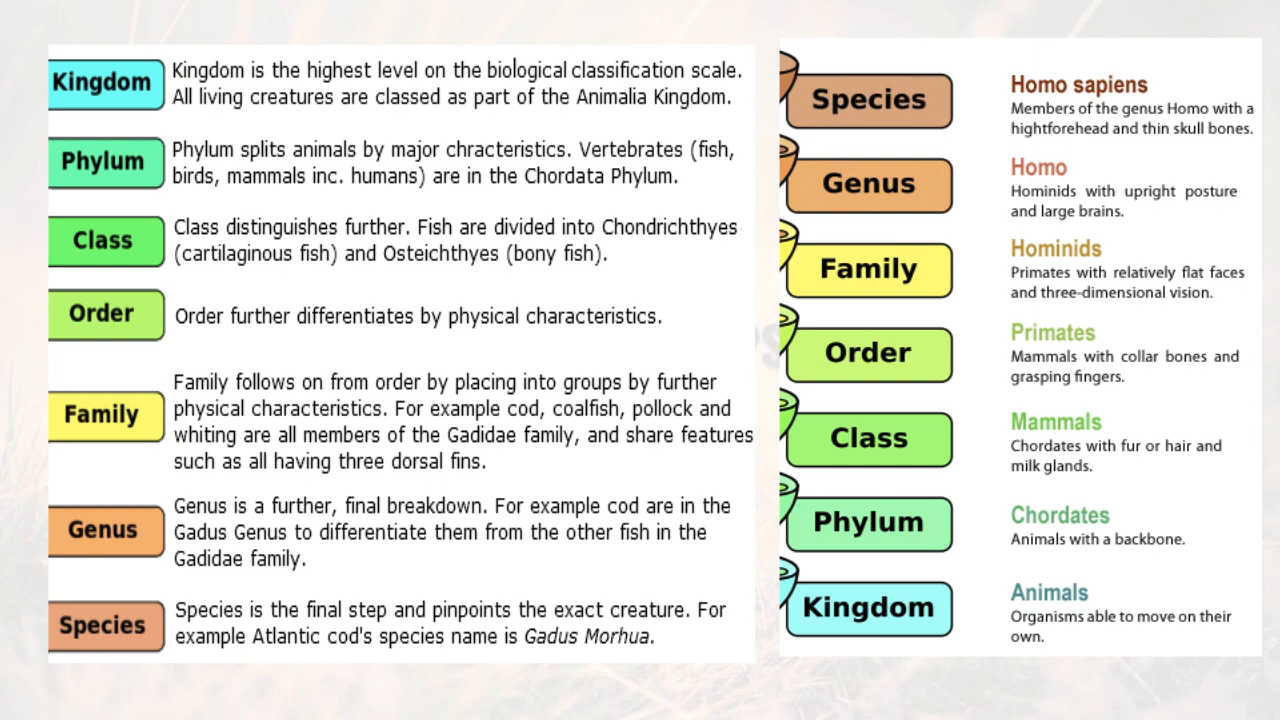 Kingdom
Kingdom is the highest level on the biological classification scale.
All living creatures are classed as part of the Animalia Kingdom.
Phylum
Phylum splits animals by major chracteristics. Vertebrates (fish,
birds, mammals inc. humans) are in the Chordata Phylum.
Class
Class distinguishes further. Fish are divided into Chondrichthyes
(cartilaginous fish) and Osteichthyes (bony fish).
Order
Order further differentiates by physical characteristics.
Family
Family follows on from order by placing into groups by further
physical characteristics. For example cod, coalfish, pollock and
whiting are all members of the Gadidae family, and share features
such as all having three dorsal fins.
Genus
Genus is a further, final breakdown. For example cod are in the
Gadus Genus to differentiate them from the other fish in the
Gadidae family.
Species
Species is the final step and pinpoints the exact creature. For
example Atlantic cod's species name is Gadus Morhua.
Species
Homo sapiens
Members of the genus Homo with a
hightforehead and thin skull bones.
Genus
Homo
Hominids with upright posture
and large brains.
Family
Hominids
Primates with relatively flat faces
and three-dimensional vision.
Order
Primates
Mammals with collar bones and
grasping fingers.
Class
Mammals
Chordates with fur or hair and
milk glands.
Phylum
Chordates
Animals with a backbone.
Kingdom
Animals
Organisms able to move on their
own.